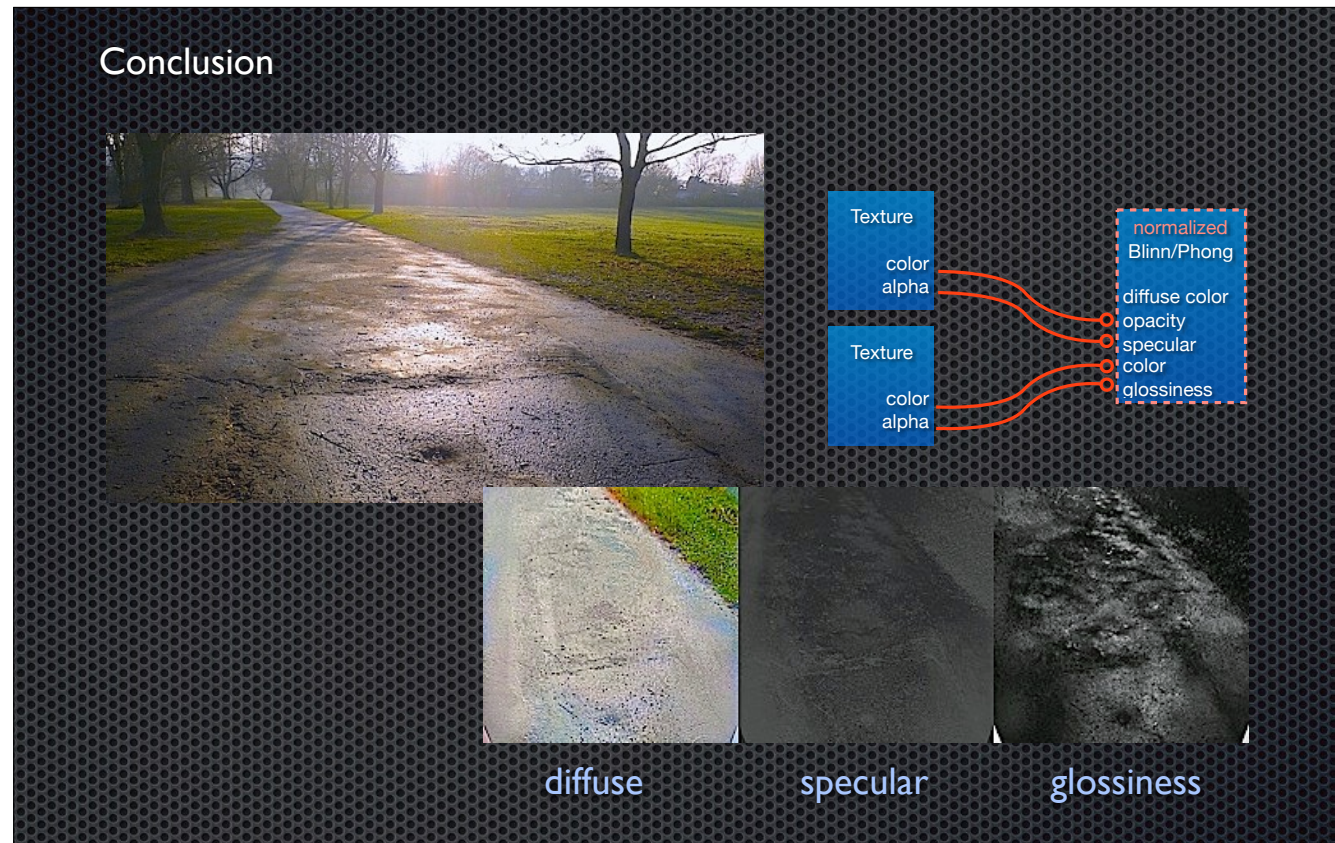 Conclusion
Texture
color
alpha
Texture
color
alpha
normalized
Blinn/Phong
diffuse color
opacity
specular
color
glossiness
diffuse
specular
glossiness